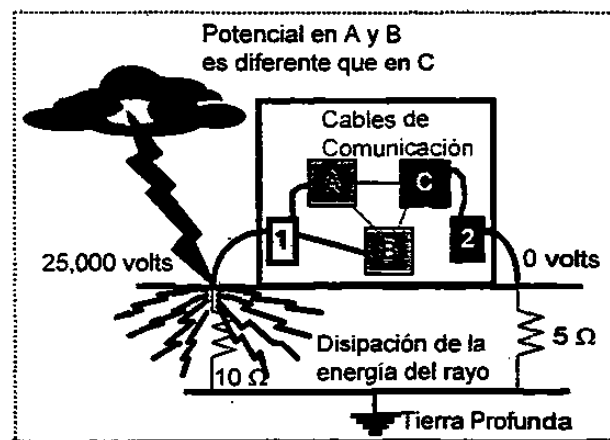 Potencial en A y B
es diferente que en C
Cables de
Comunicación
A
C
B
1
2
25,000 volts
0 volts
10 Ω
Disipación de la
energía del rayo
5 Ω
Tierra Profunda